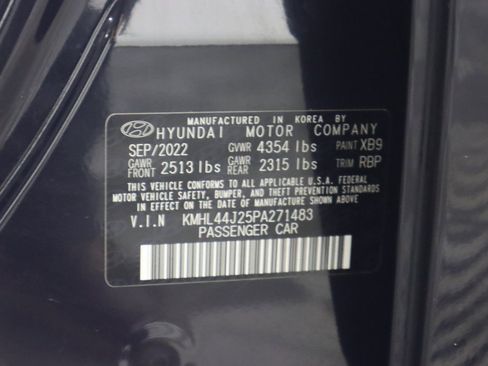 MANUFACTURED IN KOREA BY
HYUNDAI MOTOR COMPANY
SEP/2022 GVWR 4354 lbs PAINT XB9
GAWR FRONT 2513 lbs GAWR REAR 2315 lbs TRIM RBP
THIS VEHICLE CONFORMS TO ALL APPLICABLE U.S.A. FEDERAL
MOTOR VEHICLE SAFETY, BUMPER, AND THEFT PREVENTION STANDARDS
IN EFFECT ON THE DATE OF MANUFACTURE SHOWN ABOVE.
V.I.N KMHL44J25PA271483
PASSENGER CAR